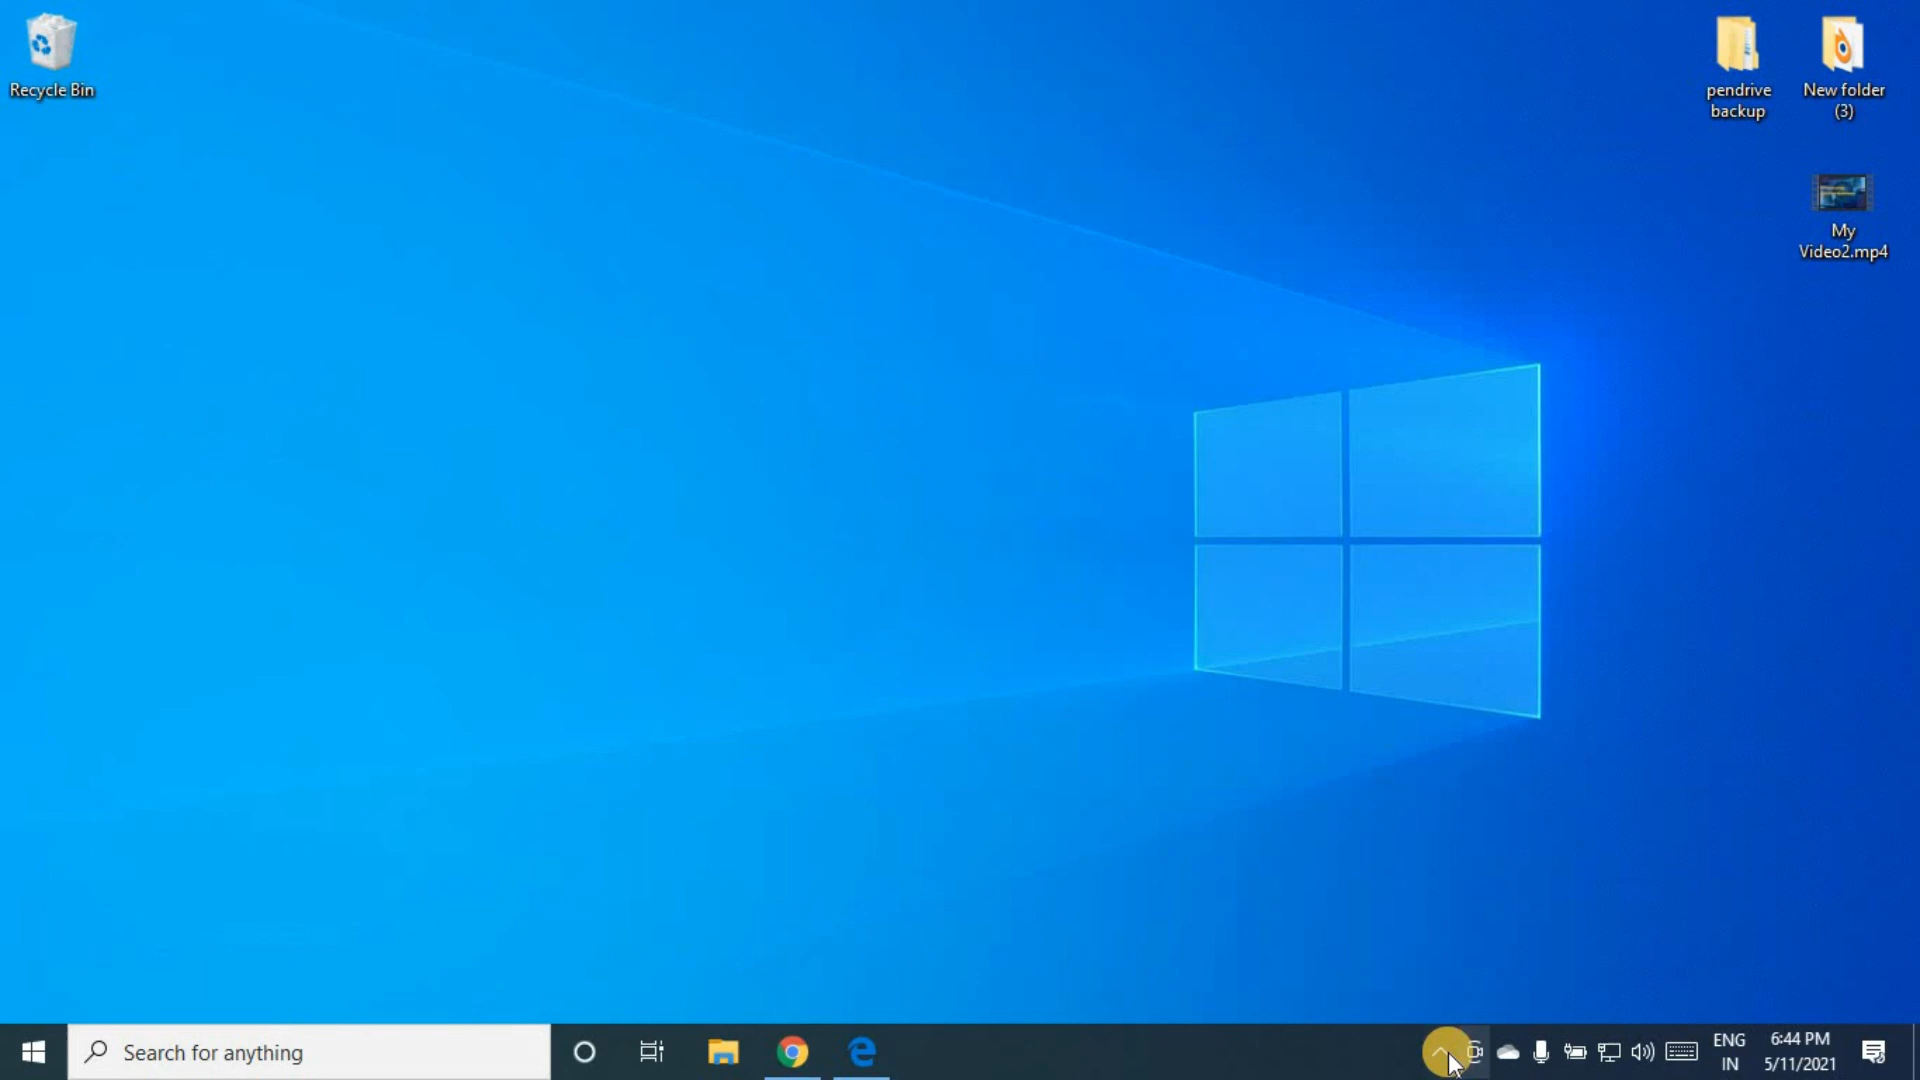 Recycle Bin
pendrive
backup
New folder
(3)
My
Video2.mp4
Search for anything
ENG
IN
6:44 PM
5/11/2021